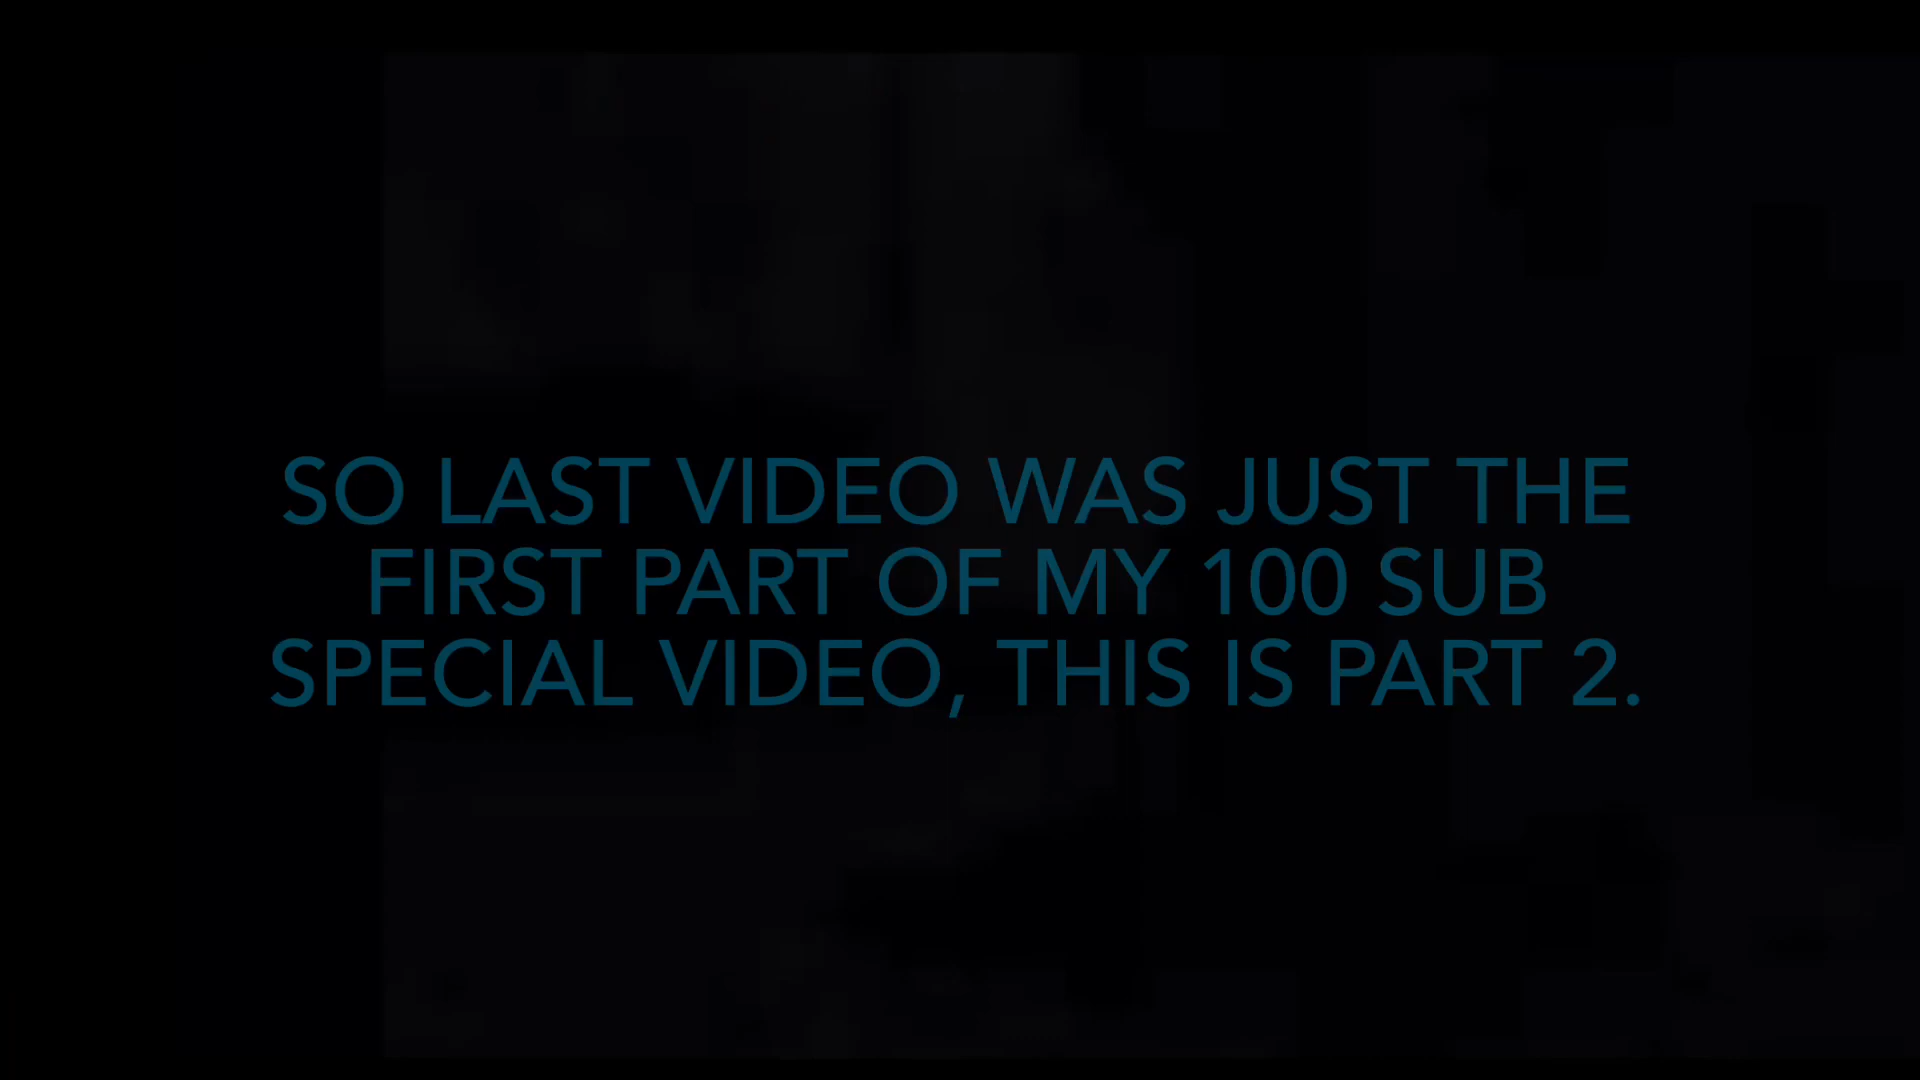 SO LAST VIDEO WAS JUST THE
FIRST PART OF MY 100 SUB
SPECIAL VIDEO, THIS IS PART 2.